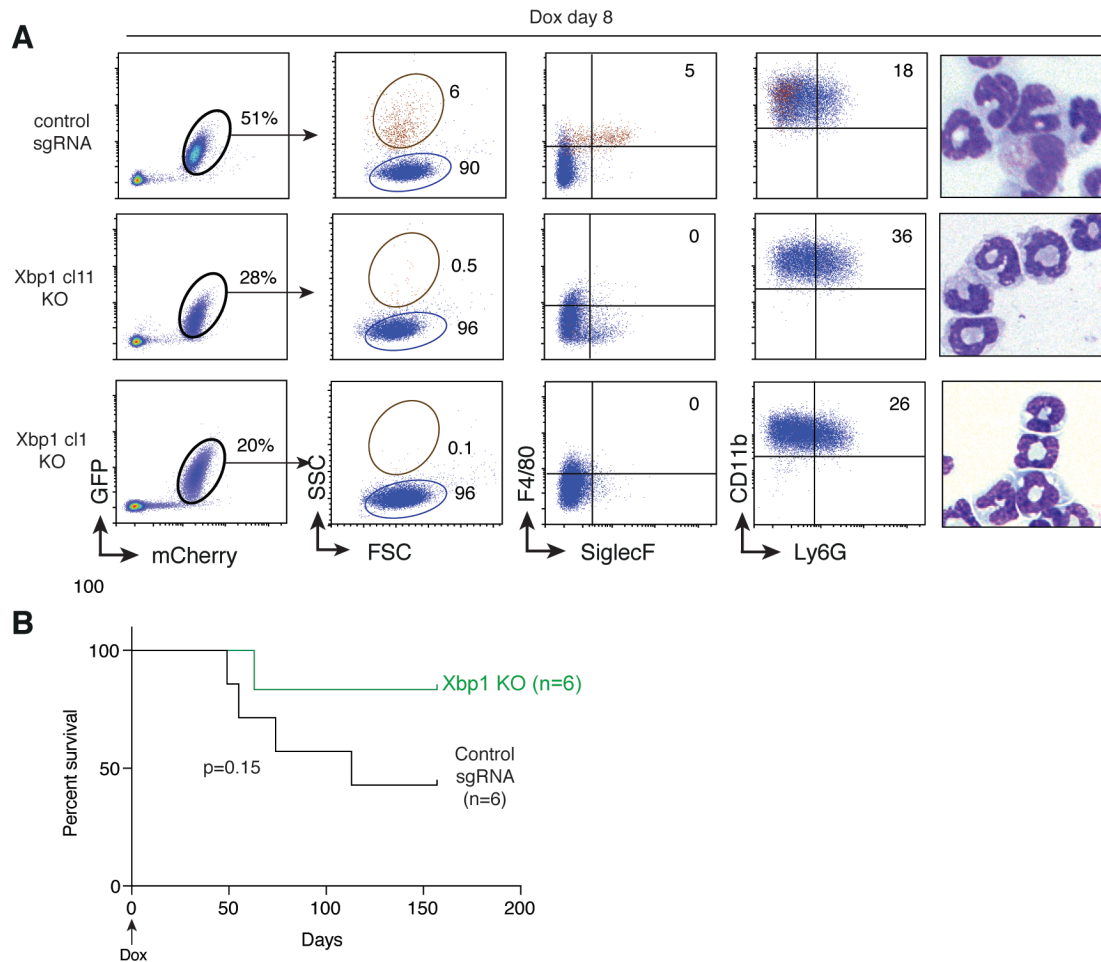 Dox day 8
A
control
sgRNA
51%
6
90
5
18
Xbp1 cl11
KO
28%
0.5
96
0
36
Xbp1 cl1
KO
20%
0.1
96
0
26
GFP
mCherry
SSC
FSC
F4/80
SiglecF
CD11b
Ly6G
100
B
100
50
0
Percent survival
Xbp1 KO (n=6)
Control
sgRNA
(n=6)
p=0.15
0
50
100
150
200
Days
Dox